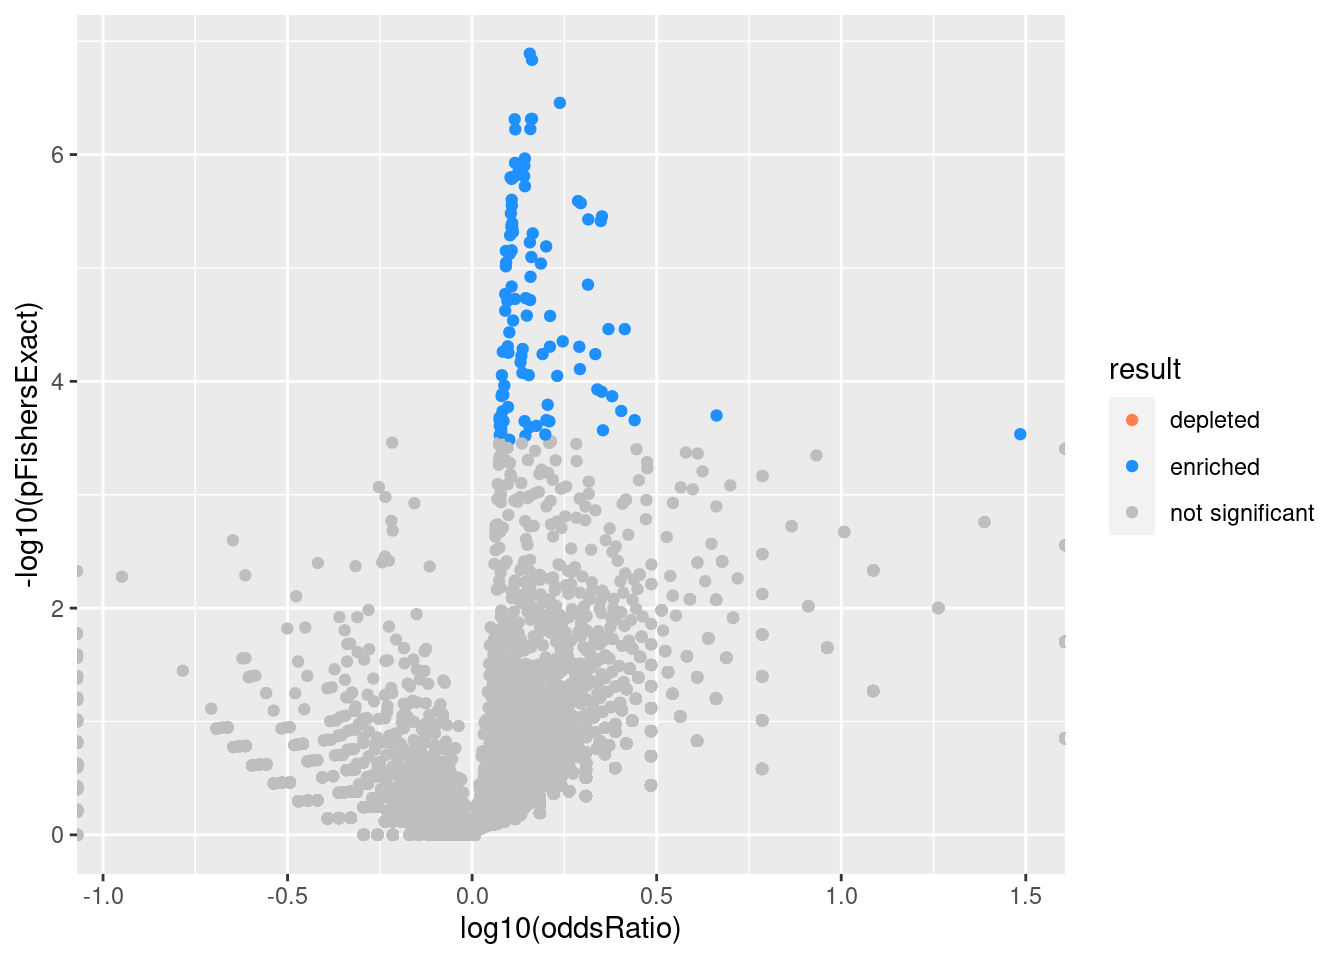 -log10(pFishersExact)
6
4
2
0
-1.0 -0.5 0.0 0.5 1.0 1.5
log10(oddsRatio)
result
depleted
enriched
not significant